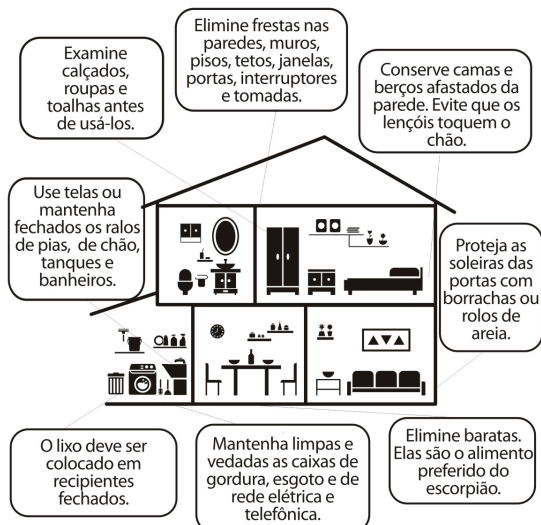 Examine
calçados,
roupas e
toalhas antes
de usá-los.
Elimine frestas nas
paredes, muros,
pisos, tetos, janelas,
portas, interruptores
e tomadas.
Conserve camas e
berços afastados da
parede. Evite que os
lençóis toquem o
chão.
Use telas ou
mantenha
fechados os ralos
de pias, de chão,
tanques e
banheiros.
Proteja as
soleiras das
portas com
borrachas ou
rolos de
areia.
O lixo deve ser
colocado em
recipientes
fechados.
Mantenha limpas e
vedadas as caixas de
gordura, esgoto e de
rede elétrica e
telefônica.
Elimine baratas.
Elas são o alimento
preferido do
escorpião.